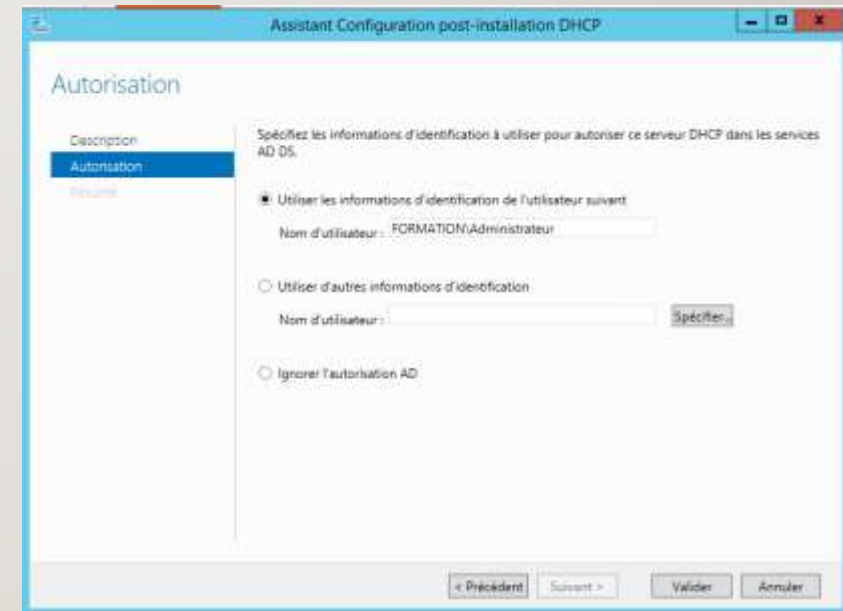 Assistant Configuration post-installation DHCP
Autorisation
Description
Autorisation
Résumé
Spécifiez les informations d'identification à utiliser pour autoriser ce serveur DHCP dans les services
AD DS.
Utiliser les informations d'identification de l'utilisateur suivant
Nom d'utilisateur : FORMATION\Administrateur
Utiliser d'autres informations d'identification
Nom d'utilisateur :
Spécifier...
Ignorer l'autorisation AD
< Précédent
Suivant >
Valider
Annuler